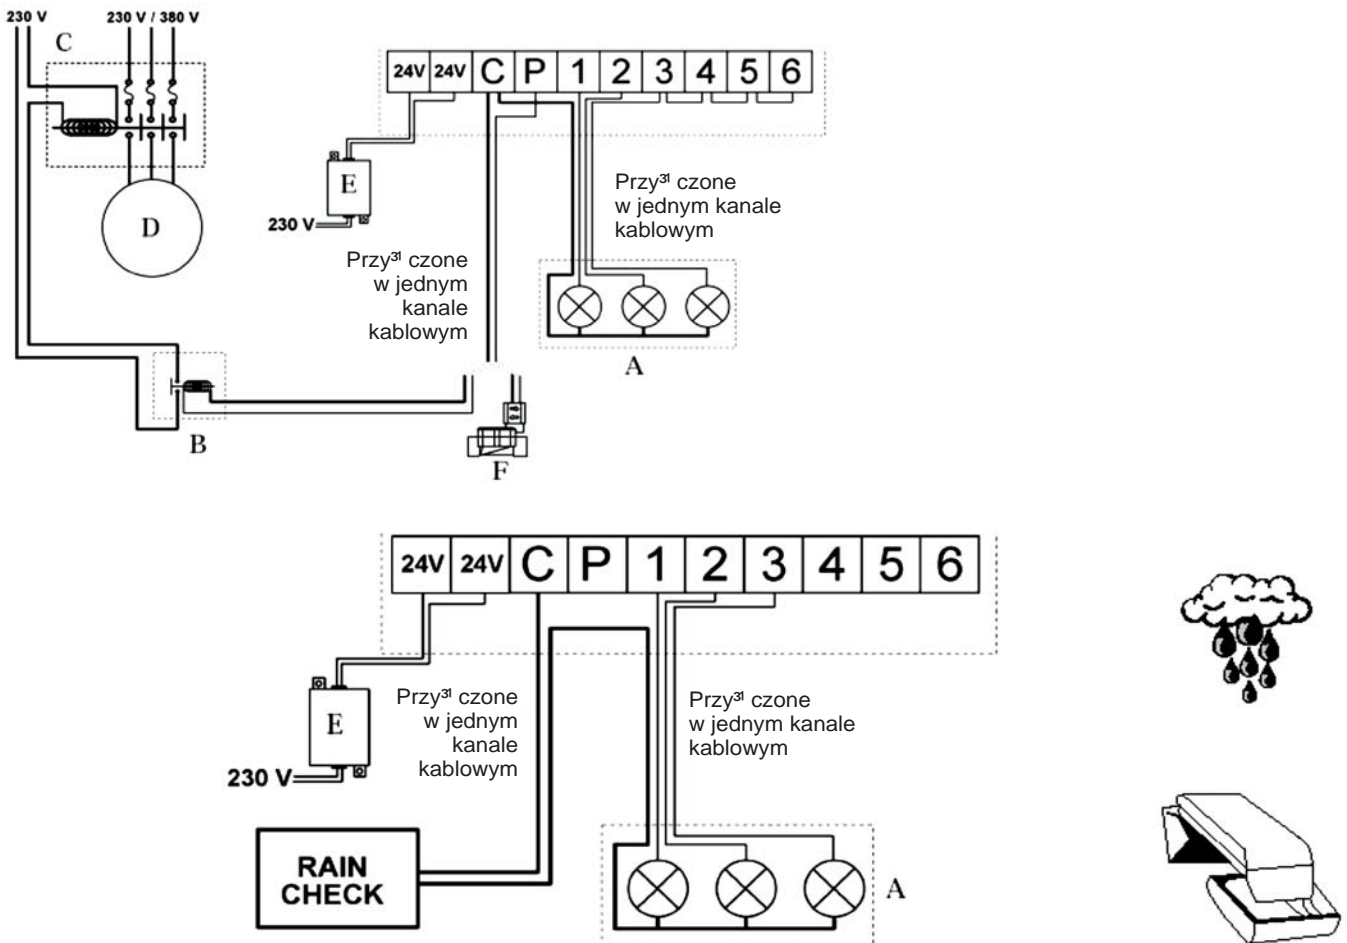 230 V
230 V / 380 V
C
24V 24V C P 1 2 3 4 5 6
E
230 V
D
Przy³¹ czone
w jednym kanale
kablowym
Przy³¹ czone
w jednym
kanale
kablowym
A
B
F
24V 24V C P 1 2 3 4 5 6
Przy³¹ czone
w jednym
kanale
kablowym
Przy³¹ czone
w jednym kanale
kablowym
E
230 V
RAIN
CHECK
A